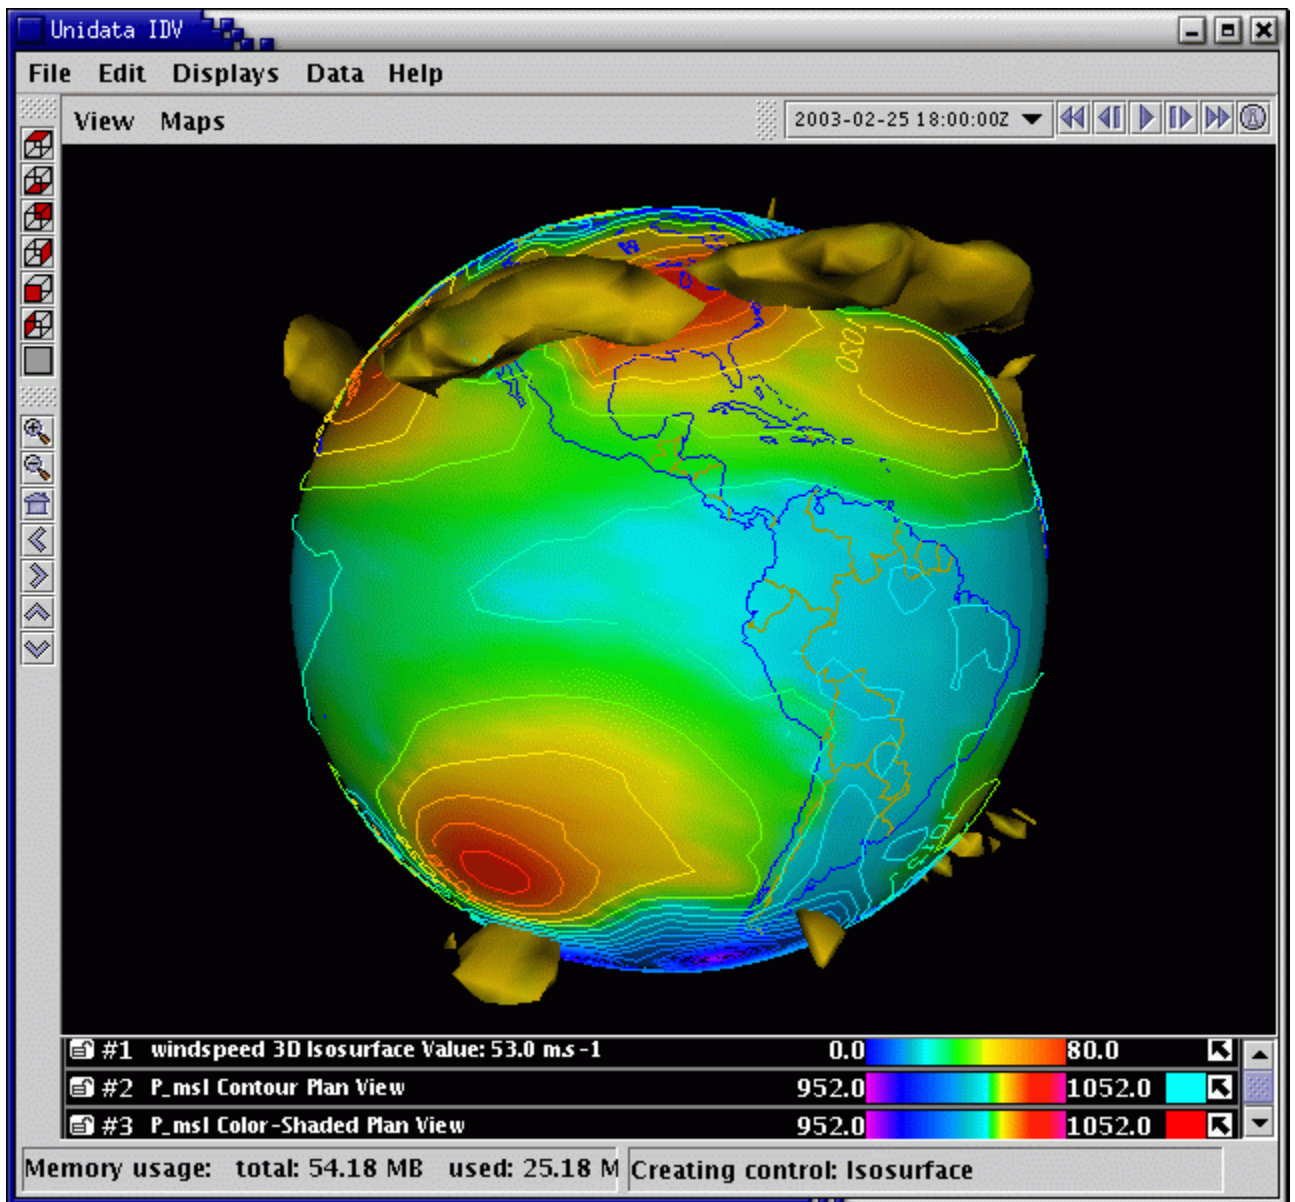 Unidata IDV
File Edit Displays Data Help
View Maps 2003-02-25 18:00:00Z
1030
1015
#1 windspeed 3D Isosurface Value: 53.0 m.s-1 0.0 80.0
#2 P_msl Contour Plan View 952.0 1052.0
#3 P_msl Color-Shaded Plan View 952.0 1052.0
Memory usage: total: 54.18 MB used: 25.18 M Creating control: Isosurface